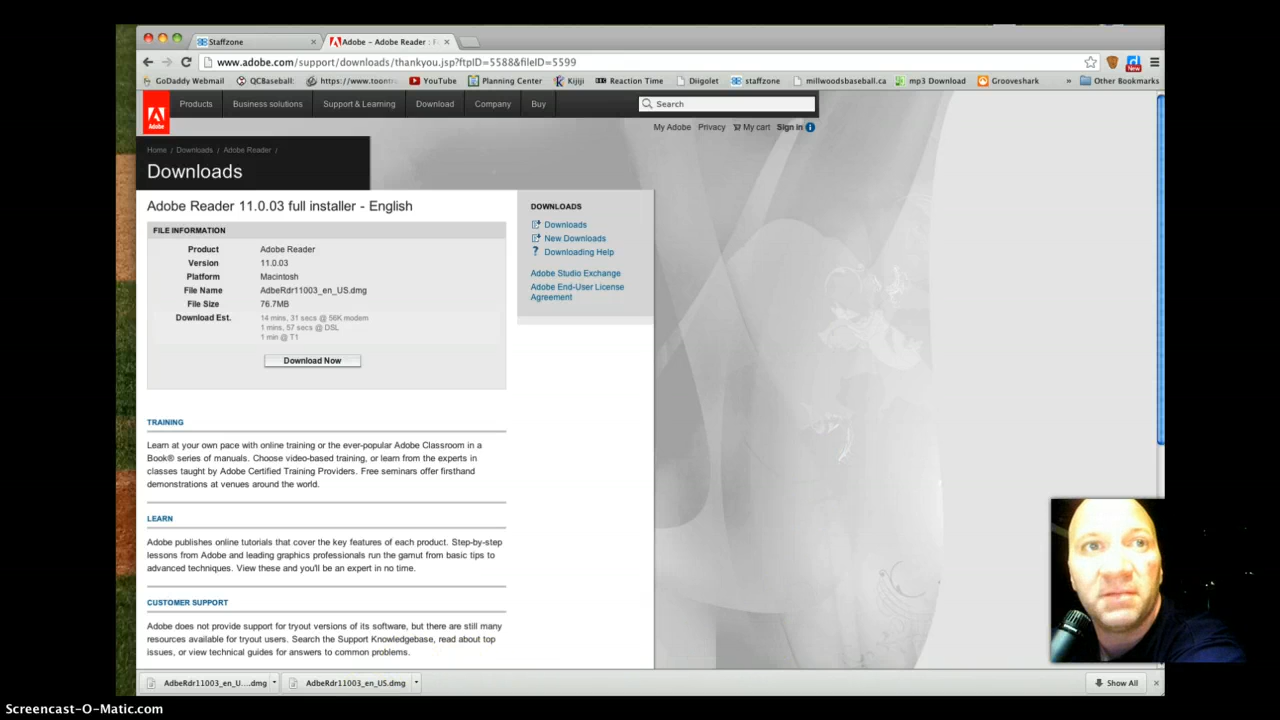 Staffzone
Adobe - Adobe Reader :
www.adobe.com/support/downloads/thankyou.jsp?ftpID=5588&fileID=5599
GoDaddy Webmail QCBaseball: https://www.toontr YouTube Planning Center Kijiji Reaction Time Diigolet staffzone millwoodsbaseball.ca mp3 Download Grooveshark » Other Bookmarks
Adobe
Products Business solutions Support & Learning Download Company Buy Search
My Adobe Privacy My cart Sign in
Home / Downloads / Adobe Reader /
Downloads
Adobe Reader 11.0.03 full installer - English
FILE INFORMATION
Product Adobe Reader
Version 11.0.03
Platform Macintosh
File Name AdbeRdr11003_en_US.dmg
File Size 76.7MB
Download Est. 14 mins, 31 secs @ 56K modem
1 mins, 57 secs @ DSL
1 min @ T1
Download Now
DOWNLOADS
Downloads
New Downloads
Downloading Help
Adobe Studio Exchange
Adobe End-User License
Agreement
TRAINING
Learn at your own pace with online training or the ever-popular Adobe Classroom in a
Book® series of manuals. Choose video-based training, or learn from the experts in
classes taught by Adobe Certified Training Providers. Free seminars offer firsthand
demonstrations at venues around the world.
LEARN
Adobe publishes online tutorials that cover the key features of each product. Step-by-step
lessons from Adobe and leading graphics professionals run the gamut from basic tips to
advanced techniques. View these and you'll be an expert in no time.
CUSTOMER SUPPORT
Adobe does not provide support for tryout versions of its software, but there are still many
resources available for tryout users. Search the Support Knowledgebase, read about top
issues, or view technical guides for answers to common problems.
AdbeRdr11003_en_U....dmg AdbeRdr11003_en_US.dmg Show All
Screencast-O-Matic.com